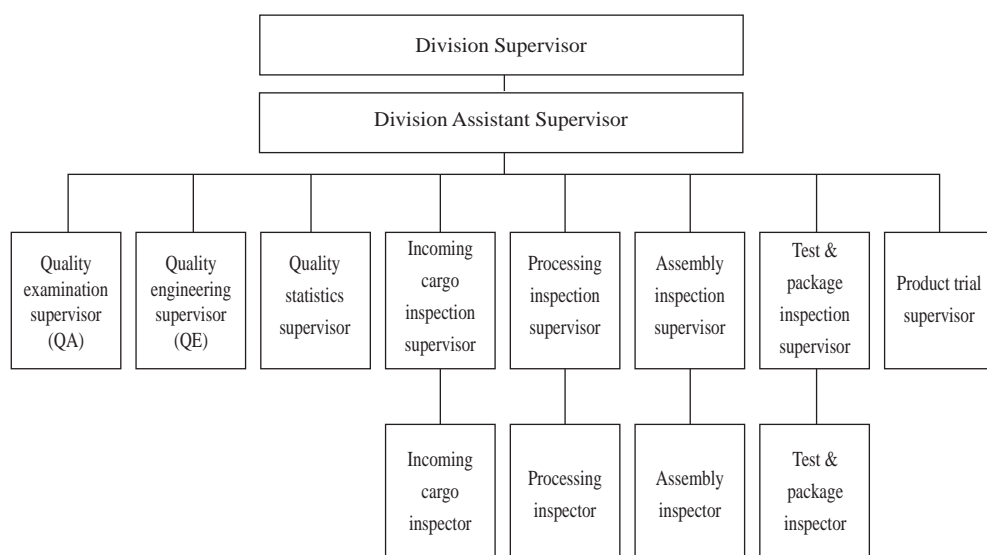 Division Supervisor
Division Assistant Supervisor
Quality
examination
supervisor
(QA)
Quality
engineering
supervisor
(QE)
Quality
statistics
supervisor
Incoming
cargo
inspection
supervisor
Processing
inspection
supervisor
Assembly
inspection
supervisor
Test &
package
inspection
supervisor
Product trial
supervisor
Incoming
cargo
inspector
Processing
inspector
Assembly
inspector
Test &
package
inspector